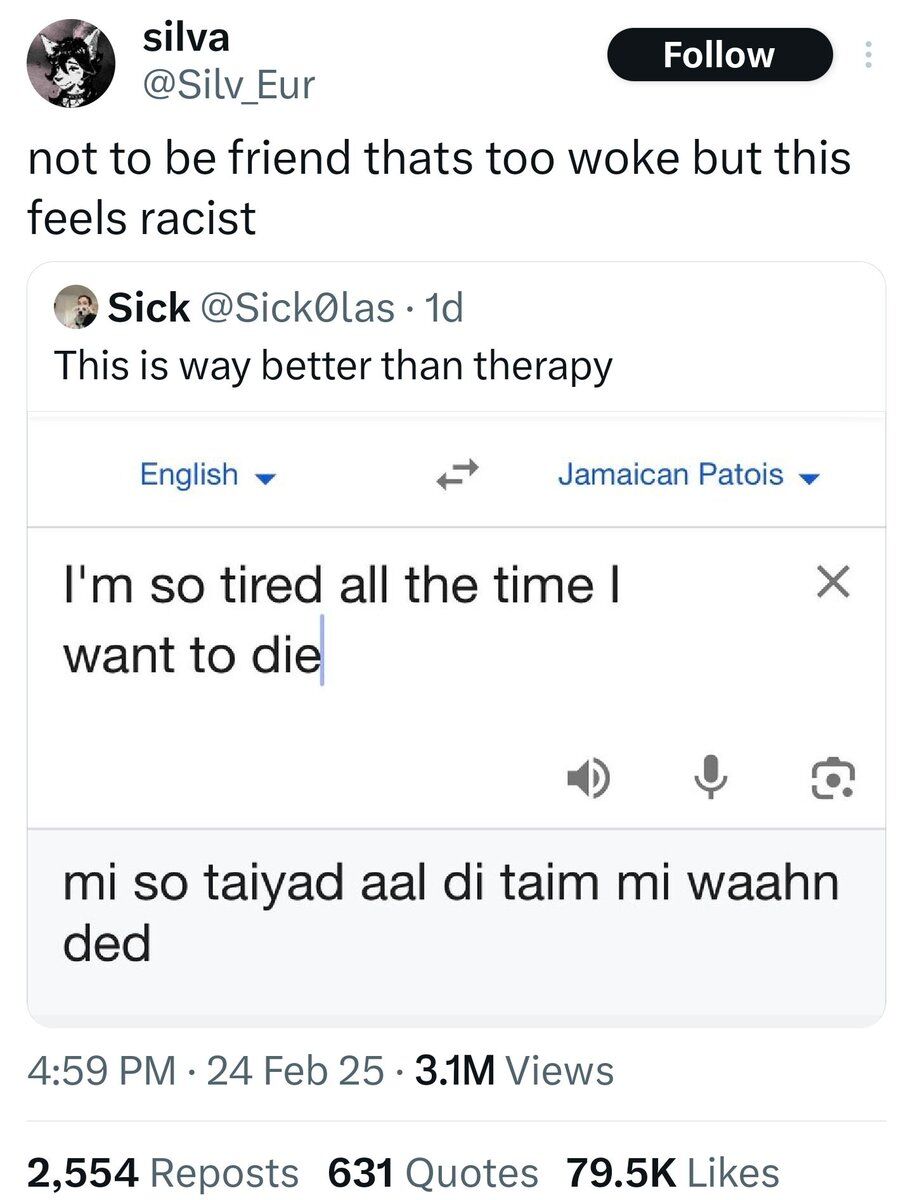 silva
@Silv_Eur
Follow
not to be friend thats too woke but this
feels racist
Sick @Sick0las · 1d
This is way better than therapy
English
Jamaican Patois
I'm so tired all the time I
want to die
mi so taiyad aal di taim mi waahn
ded
4:59 PM · 24 Feb 25 · 3.1M Views
2,554 Reposts 631 Quotes 79.5K Likes